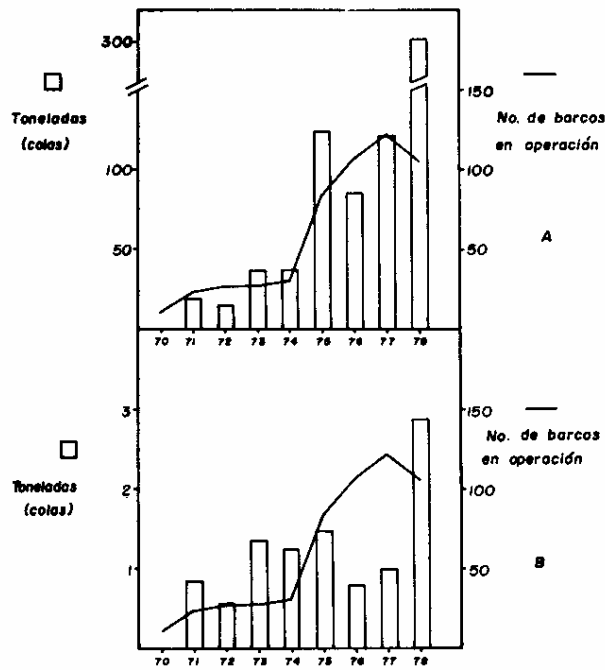 300
Toneladas
(colas)
100
50
150
100
50
No. de barcos
en operación
A
70 71 72 73 74 75 76 77 78
3
2
1
Toneladas
(colas)
150
100
50
No. de barcos
en operación
B
70 71 72 73 74 75 76 77 78